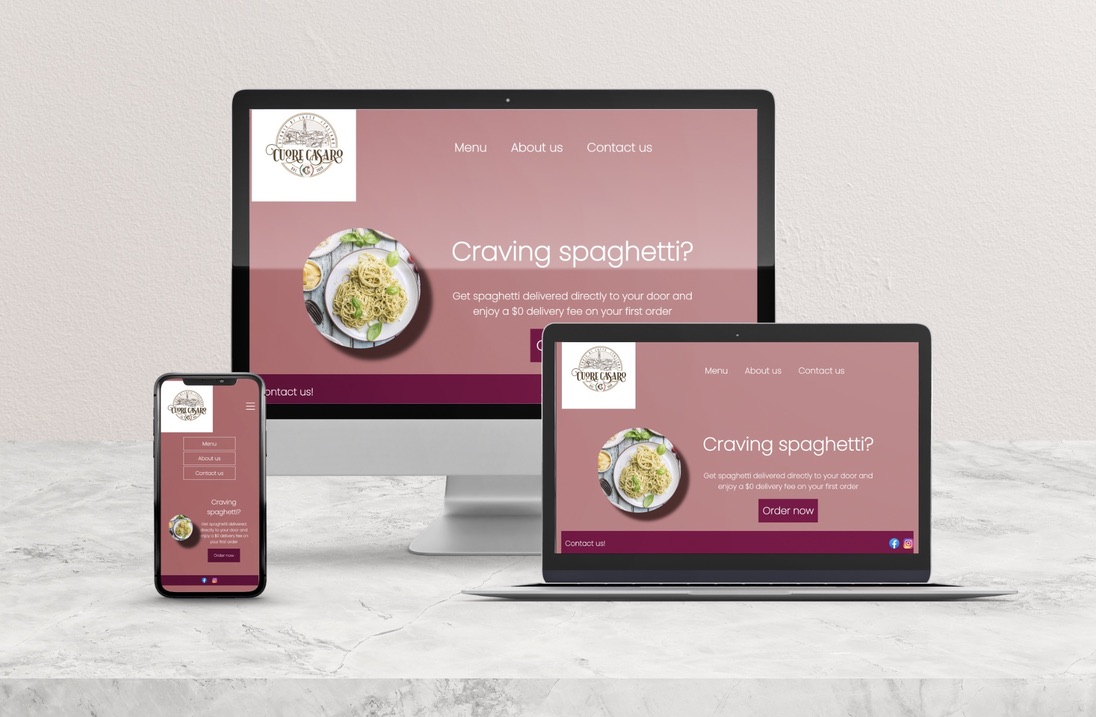 CUORE CASARO
Menu About us Contact us
Craving spaghetti?
Get spaghetti delivered directly to your door and
enjoy a $0 delivery fee on your first order
ontact us!
CUORE CASARO
Menu
About us
Contact us
Craving
spaghetti?
Get spaghetti delivered
directly to your door and
enjoy a $0 delivery fee
on your first order
Order now
CUORE CASARO
Menu About us Contact us
Craving spaghetti?
Get spaghetti delivered directly to your door and
enjoy a $0 delivery fee on your first order
Order now
Contact us!